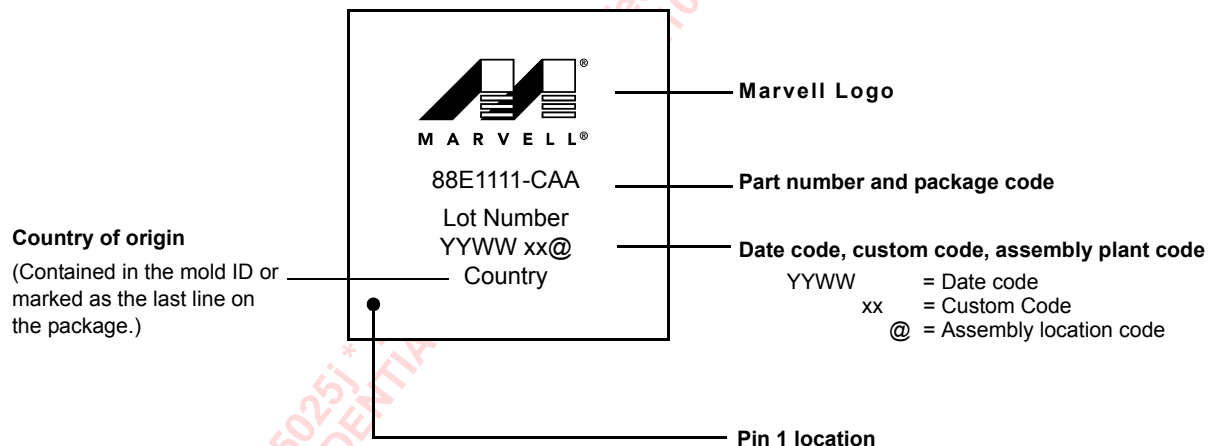 MARVELL®
®
88E1111-CAA
Lot Number
YYWW xx@
Country
Marvell Logo
Part number and package code
Date code, custom code, assembly plant code
YYWW = Date code
xx = Custom Code
@ = Assembly location code
Country of origin
(Contained in the mold ID or
marked as the last line on
the package.)
Pin 1 location
5025j *